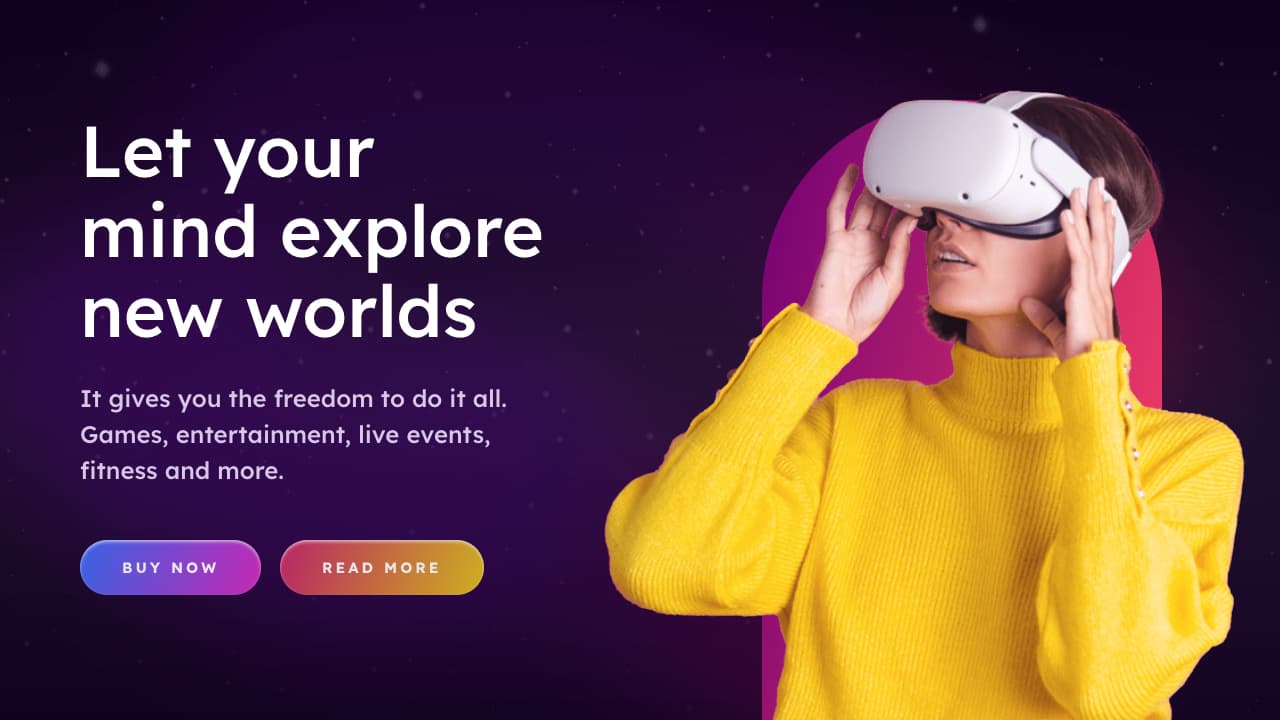 Let your
mind explore
new worlds
It gives you the freedom to do it all.
Games, entertainment, live events,
fitness and more.
BUY NOW
READ MORE